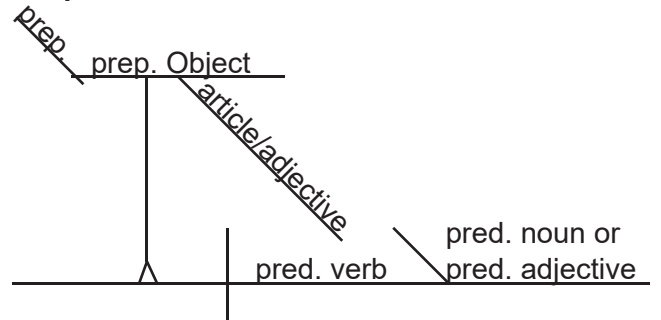 prep.
prep. Object
article/adjective
pred. noun or
pred. verb
pred. adjective